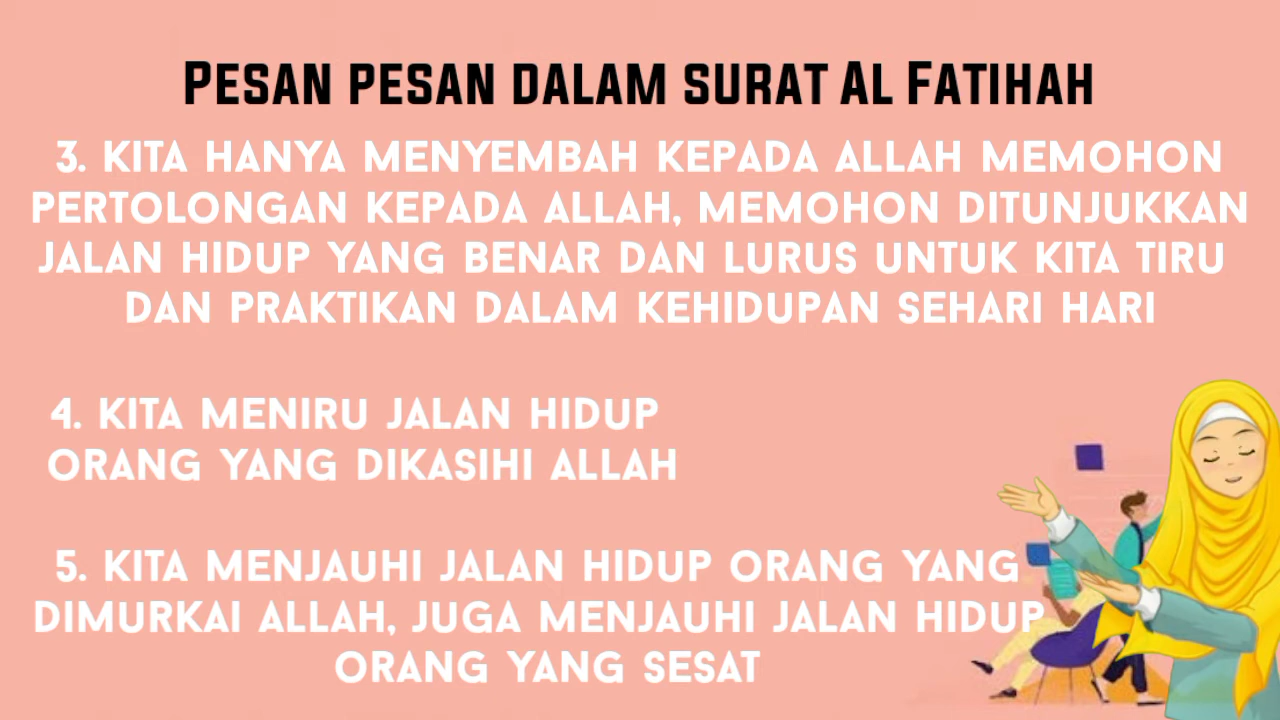 PESAN PESAN DALAM SURAT AL FATIHAH
3. KITA HANYA MENYEMBAH KEPADA ALLAH MEMOHON
PERTOLONGAN KEPADA ALLAH, MEMOHON DITUNJUKKAN
JALAN HIDUP YANG BENAR DAN LURUS UNTUK KITA TIRU
DAN PRAKTIKAN DALAM KEHIDUPAN SEHARI HARI
4. KITA MENIRU JALAN HIDUP
ORANG YANG DIKASIHI ALLAH
5. KITA MENJAUHI JALAN HIDUP ORANG YANG
DIMURKAI ALLAH, JUGA MENJAUHI JALAN HIDUP
ORANG YANG SESAT